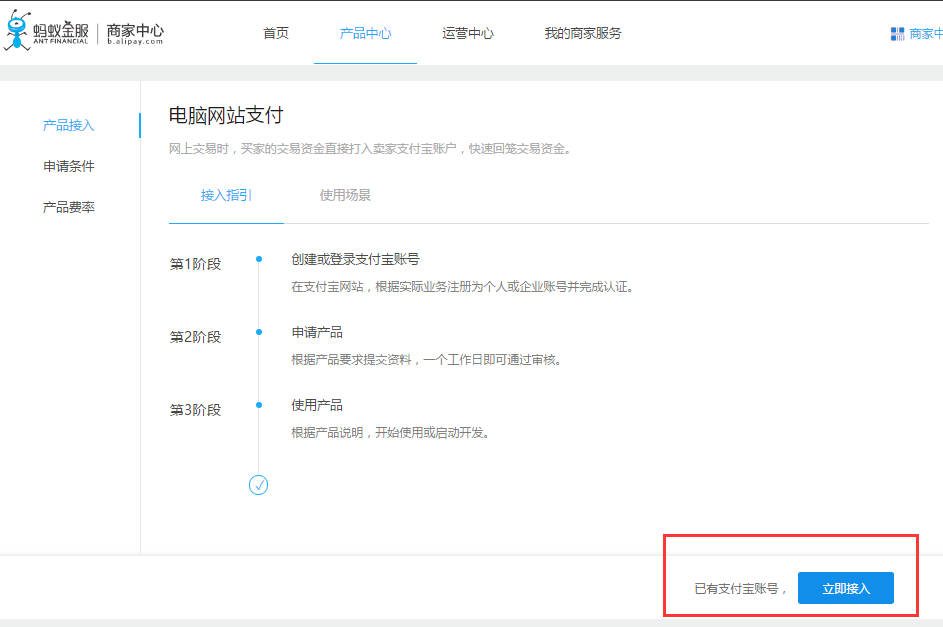 蚂蚁金服 商家中心
ANT FINANCIAL b.alipay.com
首页 产品中心 运营中心 我的商家服务 商家中
产品接入
申请条件
产品费率
电脑网站支付
网上交易时，买家的交易资金直接打入卖家支付宝账户，快速回笼交易资金。
接入指引 使用场景
第1阶段 创建或登录支付宝账号
在支付宝网站，根据实际业务注册为个人或企业账号并完成认证。
第2阶段 申请产品
根据产品要求提交资料，一个工作日即可通过审核。
第3阶段 使用产品
根据产品说明，开始使用或启动开发。
已有支付宝账号， 立即接入